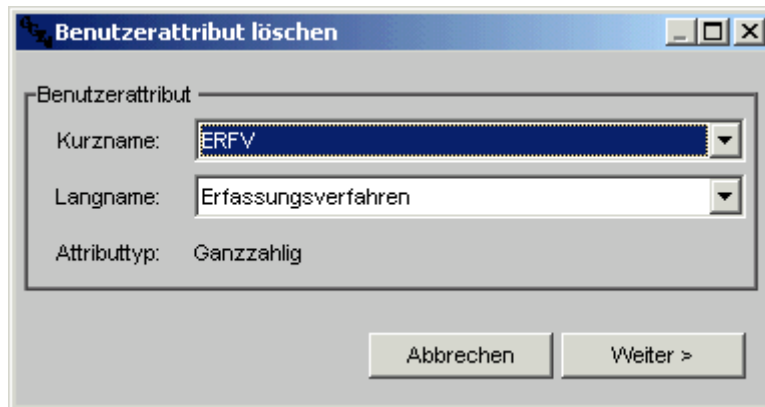 Benutzerattribut löschen
Benutzerattribut
Kurzname: ERFV
Langname: Erfassungsverfahren
Attributtyp: Ganzzahlig
Abbrechen Weiter >